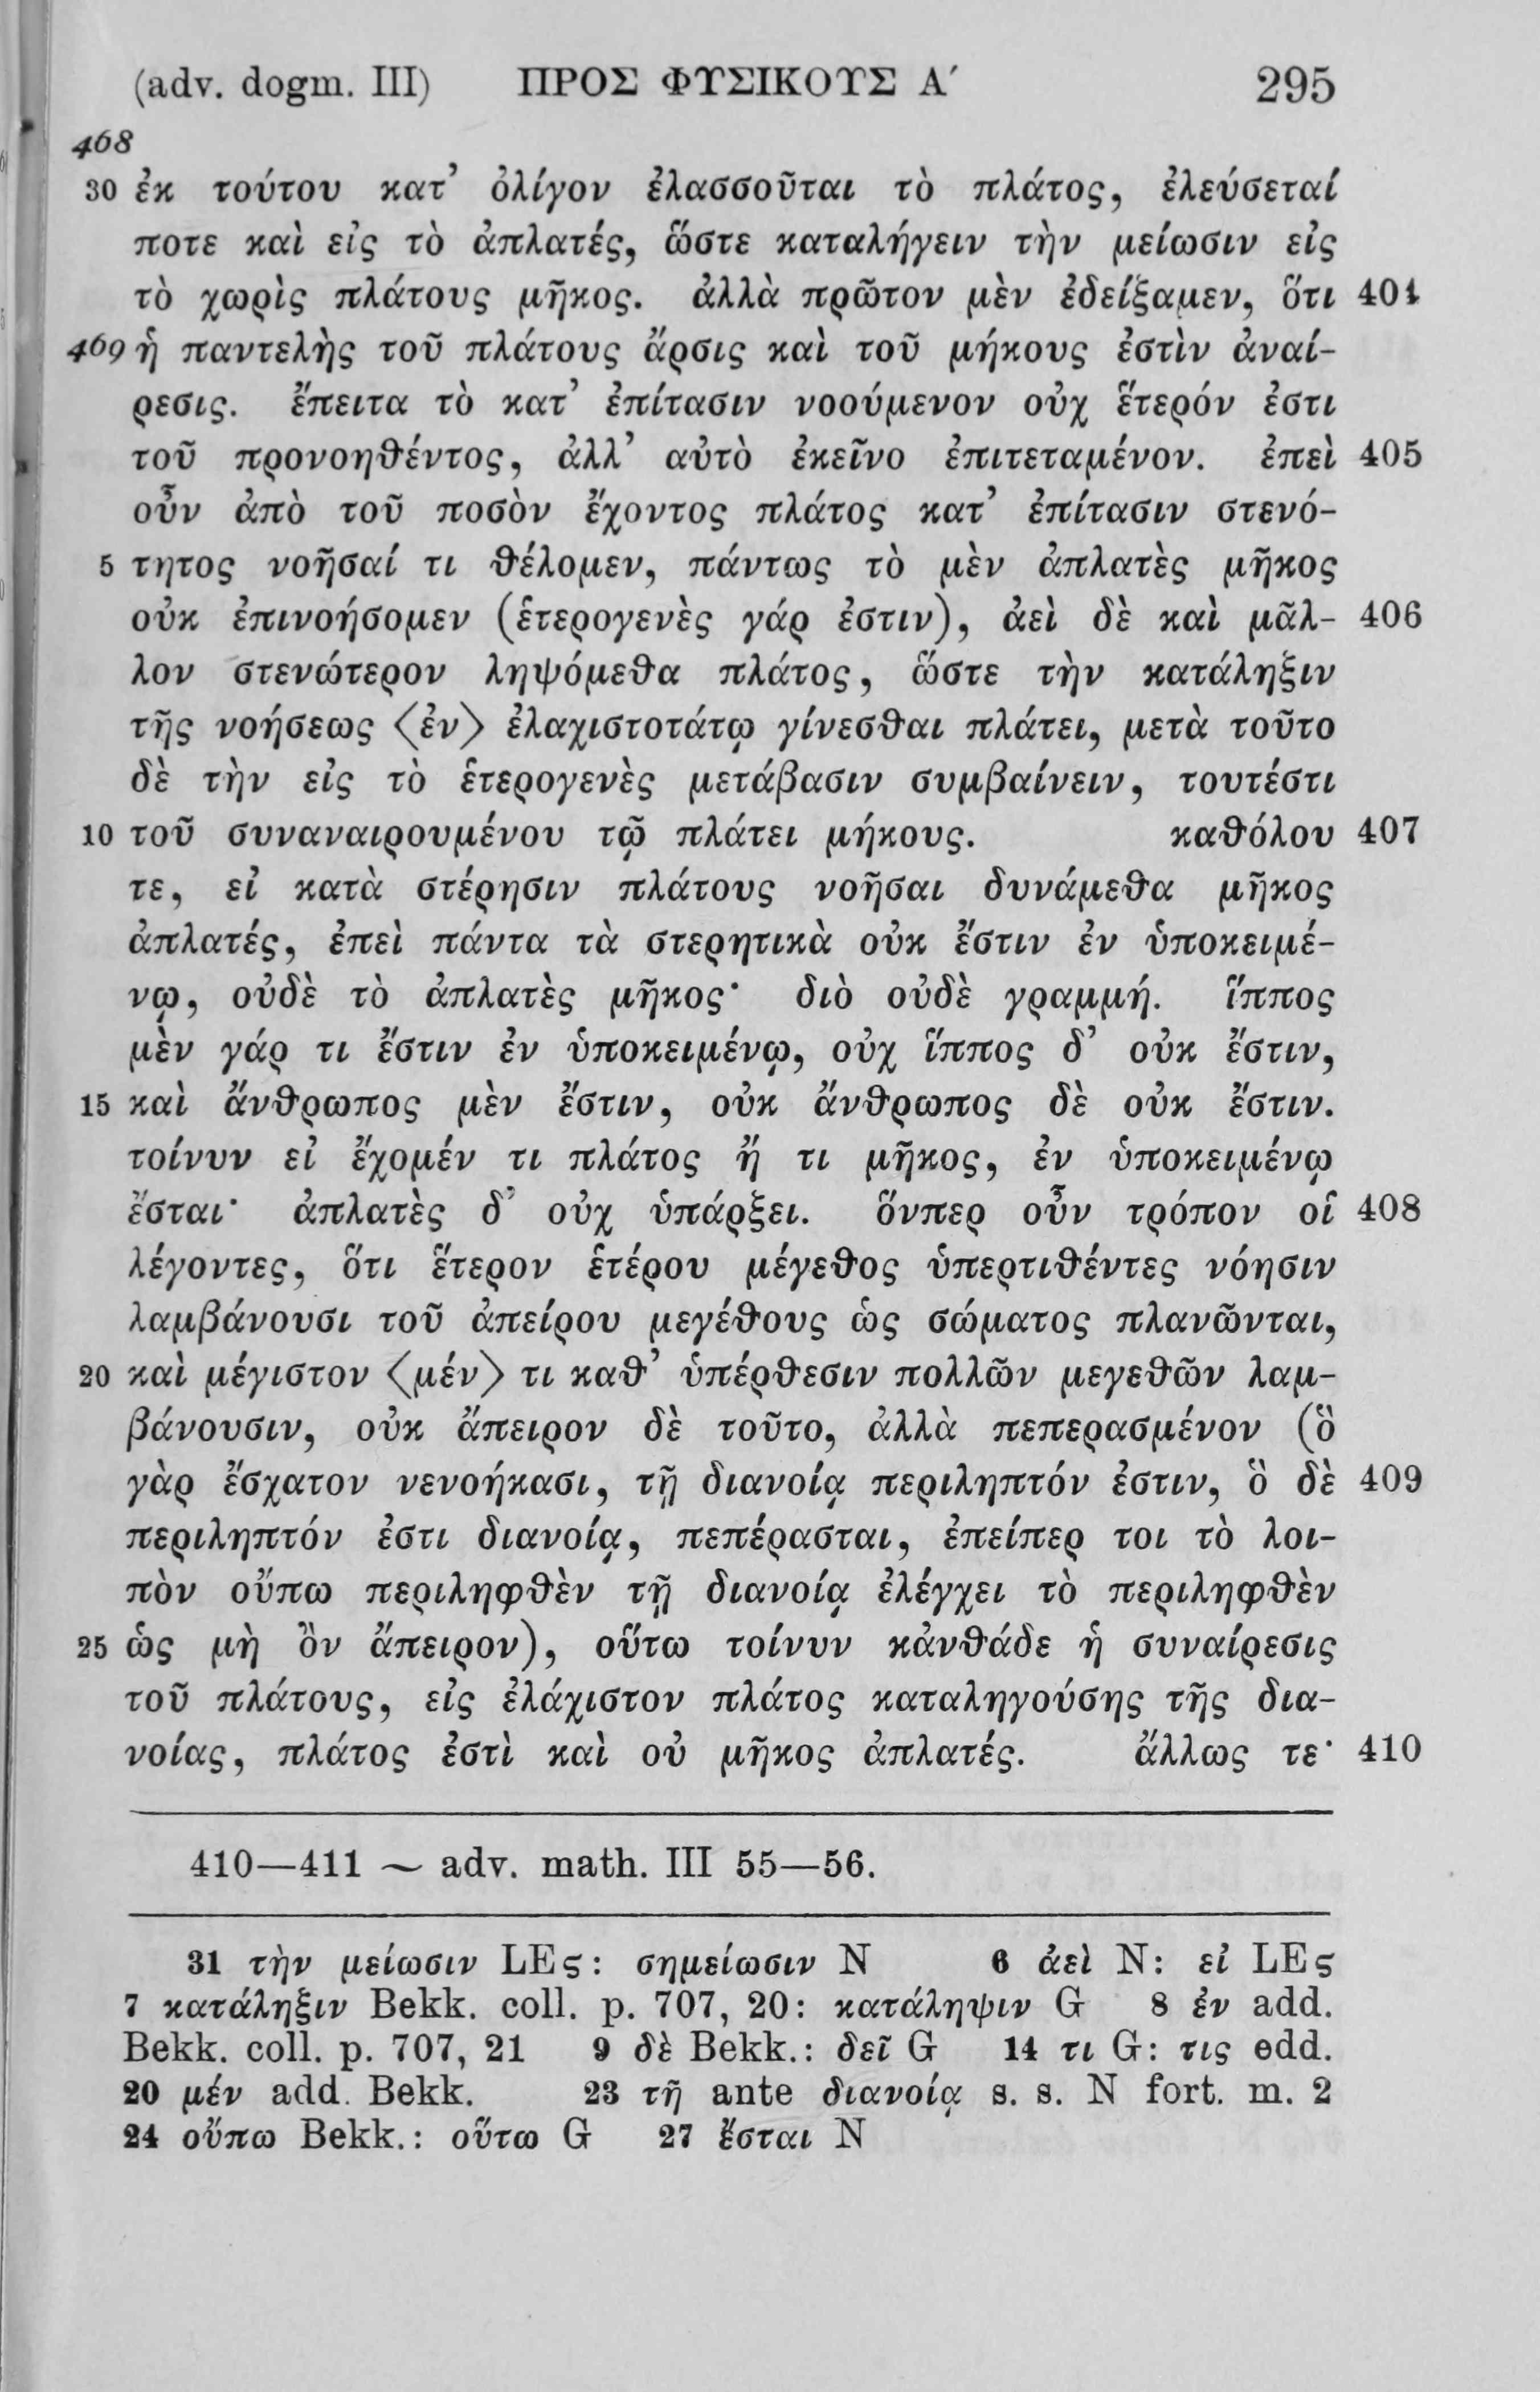 (adv. dogm. III) ΠΡΟΣ ΦΥΣΙΚΟΥΣ Α´ 295
468
30 ἐκ τούτου κατ’ ὀλίγον ἐλασσοῦται τὸ πλάτος, ἐλεύσεταί
ποτε καὶ εἰς τὸ ἀπλατές, ὥστε καταλήγειν τὴν μείωσιν εἰς
τὸ χωρὶς πλάτους μῆκος. ἀλλὰ πρῶτον μὲν ἐδείξαμεν, ὅτι 404
469 ἡ παντελὴς τοῦ πλάτους ἄρσις καὶ τοῦ μήκους ἐστὶν ἀναί-
ρεσις. ἔπειτα τὸ κατ’ ἐπίτασιν νοούμενον οὐχ ἕτερόν ἐστι
τοῦ προνοηθέντος, ἀλλ’ αὐτὸ ἐκεῖνο ἐπιτεταμένον. ἐπεὶ 405
οὖν ἀπὸ τοῦ ποσὸν ἔχοντος πλάτος κατ’ ἐπίτασιν στενό-
5 τητος νοῆσαί τι θέλομεν, πάντως τὸ μὲν ἀπλατὲς μῆκος
οὐκ ἐπινοήσομεν (ἑτερογενὲς γάρ ἐστιν), ἀεὶ δὲ καὶ μᾶλ- 406
λον στενώτερον ληψόμεθα πλάτος, ὥστε τὴν κατάληξιν
τῆς νοήσεως ⟨ἐν⟩ ἐλαχιστοτάτῳ γίνεσθαι πλάτει, μετὰ τοῦτο
δὲ τὴν εἰς τὸ ἑτερογενὲς μετάβασιν συμβαίνειν, τουτέστι
10 τοῦ συναναιρουμένου τῷ πλάτει μήκους. καθόλου 407
τε, εἰ κατὰ στέρησιν πλάτους νοῆσαι δυνάμεθα μῆκος
ἀπλατές, ἐπεὶ πάντα τὰ στερητικὰ οὐκ ἔστιν ἐν ὑποκειμέ-
νῳ, οὐδὲ τὸ ἀπλατὲς μῆκος· διὸ οὐδὲ γραμμή. ἵππος
μὲν γάρ τι ἔστιν ἐν ὑποκειμένῳ, οὐχ ἵππος δ’ οὐκ ἔστιν,
15 καὶ ἄνθρωπος μὲν ἔστιν, οὐκ ἄνθρωπος δὲ οὐκ ἔστιν.
τοίνυν εἰ ἔχομέν τι πλάτος ἤ τι μῆκος, ἐν ὑποκειμένῳ
ἔσται· ἀπλατὲς δ’ οὐχ ὑπάρξει. ὅνπερ οὖν τρόπον οἱ 408
λέγοντες, ὅτι ἕτερον ἑτέρου μέγεθος ὑπερτιθέντες νόησιν
λαμβάνουσι τοῦ ἀπείρου μεγέθους ὡς σώματος πλανῶνται,
20 καὶ μέγιστον ⟨μέν⟩ τι καθ’ ὑπέρθεσιν πολλῶν μεγεθῶν λαμ-
βάνουσιν, οὐκ ἄπειρον δὲ τοῦτο, ἀλλὰ πεπερασμένον (ὃ
γὰρ ἔσχατον νενοήκασι, τῇ διανοίᾳ περιληπτόν ἐστιν, ὃ δὲ 409
περιληπτόν ἐστι διανοίᾳ, πεπέρασται, ἐπείπερ τοι τὸ λοι-
πὸν οὔπω περιληφθὲν τῇ διανοίᾳ ἐλέγχει τὸ περιληφθὲν
25 ὡς μὴ ὂν ἄπειρον), οὕτω τοίνυν κἀνθάδε ἡ συναίρεσις
τοῦ πλάτους, εἰς ἐλάχιστον πλάτος καταληγούσης τῆς δια-
νοίας, πλάτος ἐστὶ καὶ οὐ μῆκος ἀπλατές. ἄλλως τε· 410
410—411 ∼ adv. math. III 55—56.
31 τὴν μείωσιν LEς: σημείωσιν N 6 ἀεὶ N: εἰ LEς
7 κατάληξιν Bekk. coll. p. 707, 20: κατάληψιν G 8 ἐν add.
Bekk. coll. p. 707, 21 9 δὲ Bekk.: δεῖ G 14 τι G: τις edd.
20 μέν add. Bekk. 23 τῇ ante διανοίᾳ s. s. N fort. m. 2
24 οὔπω Bekk.: οὕτω G 27 ἔσται N